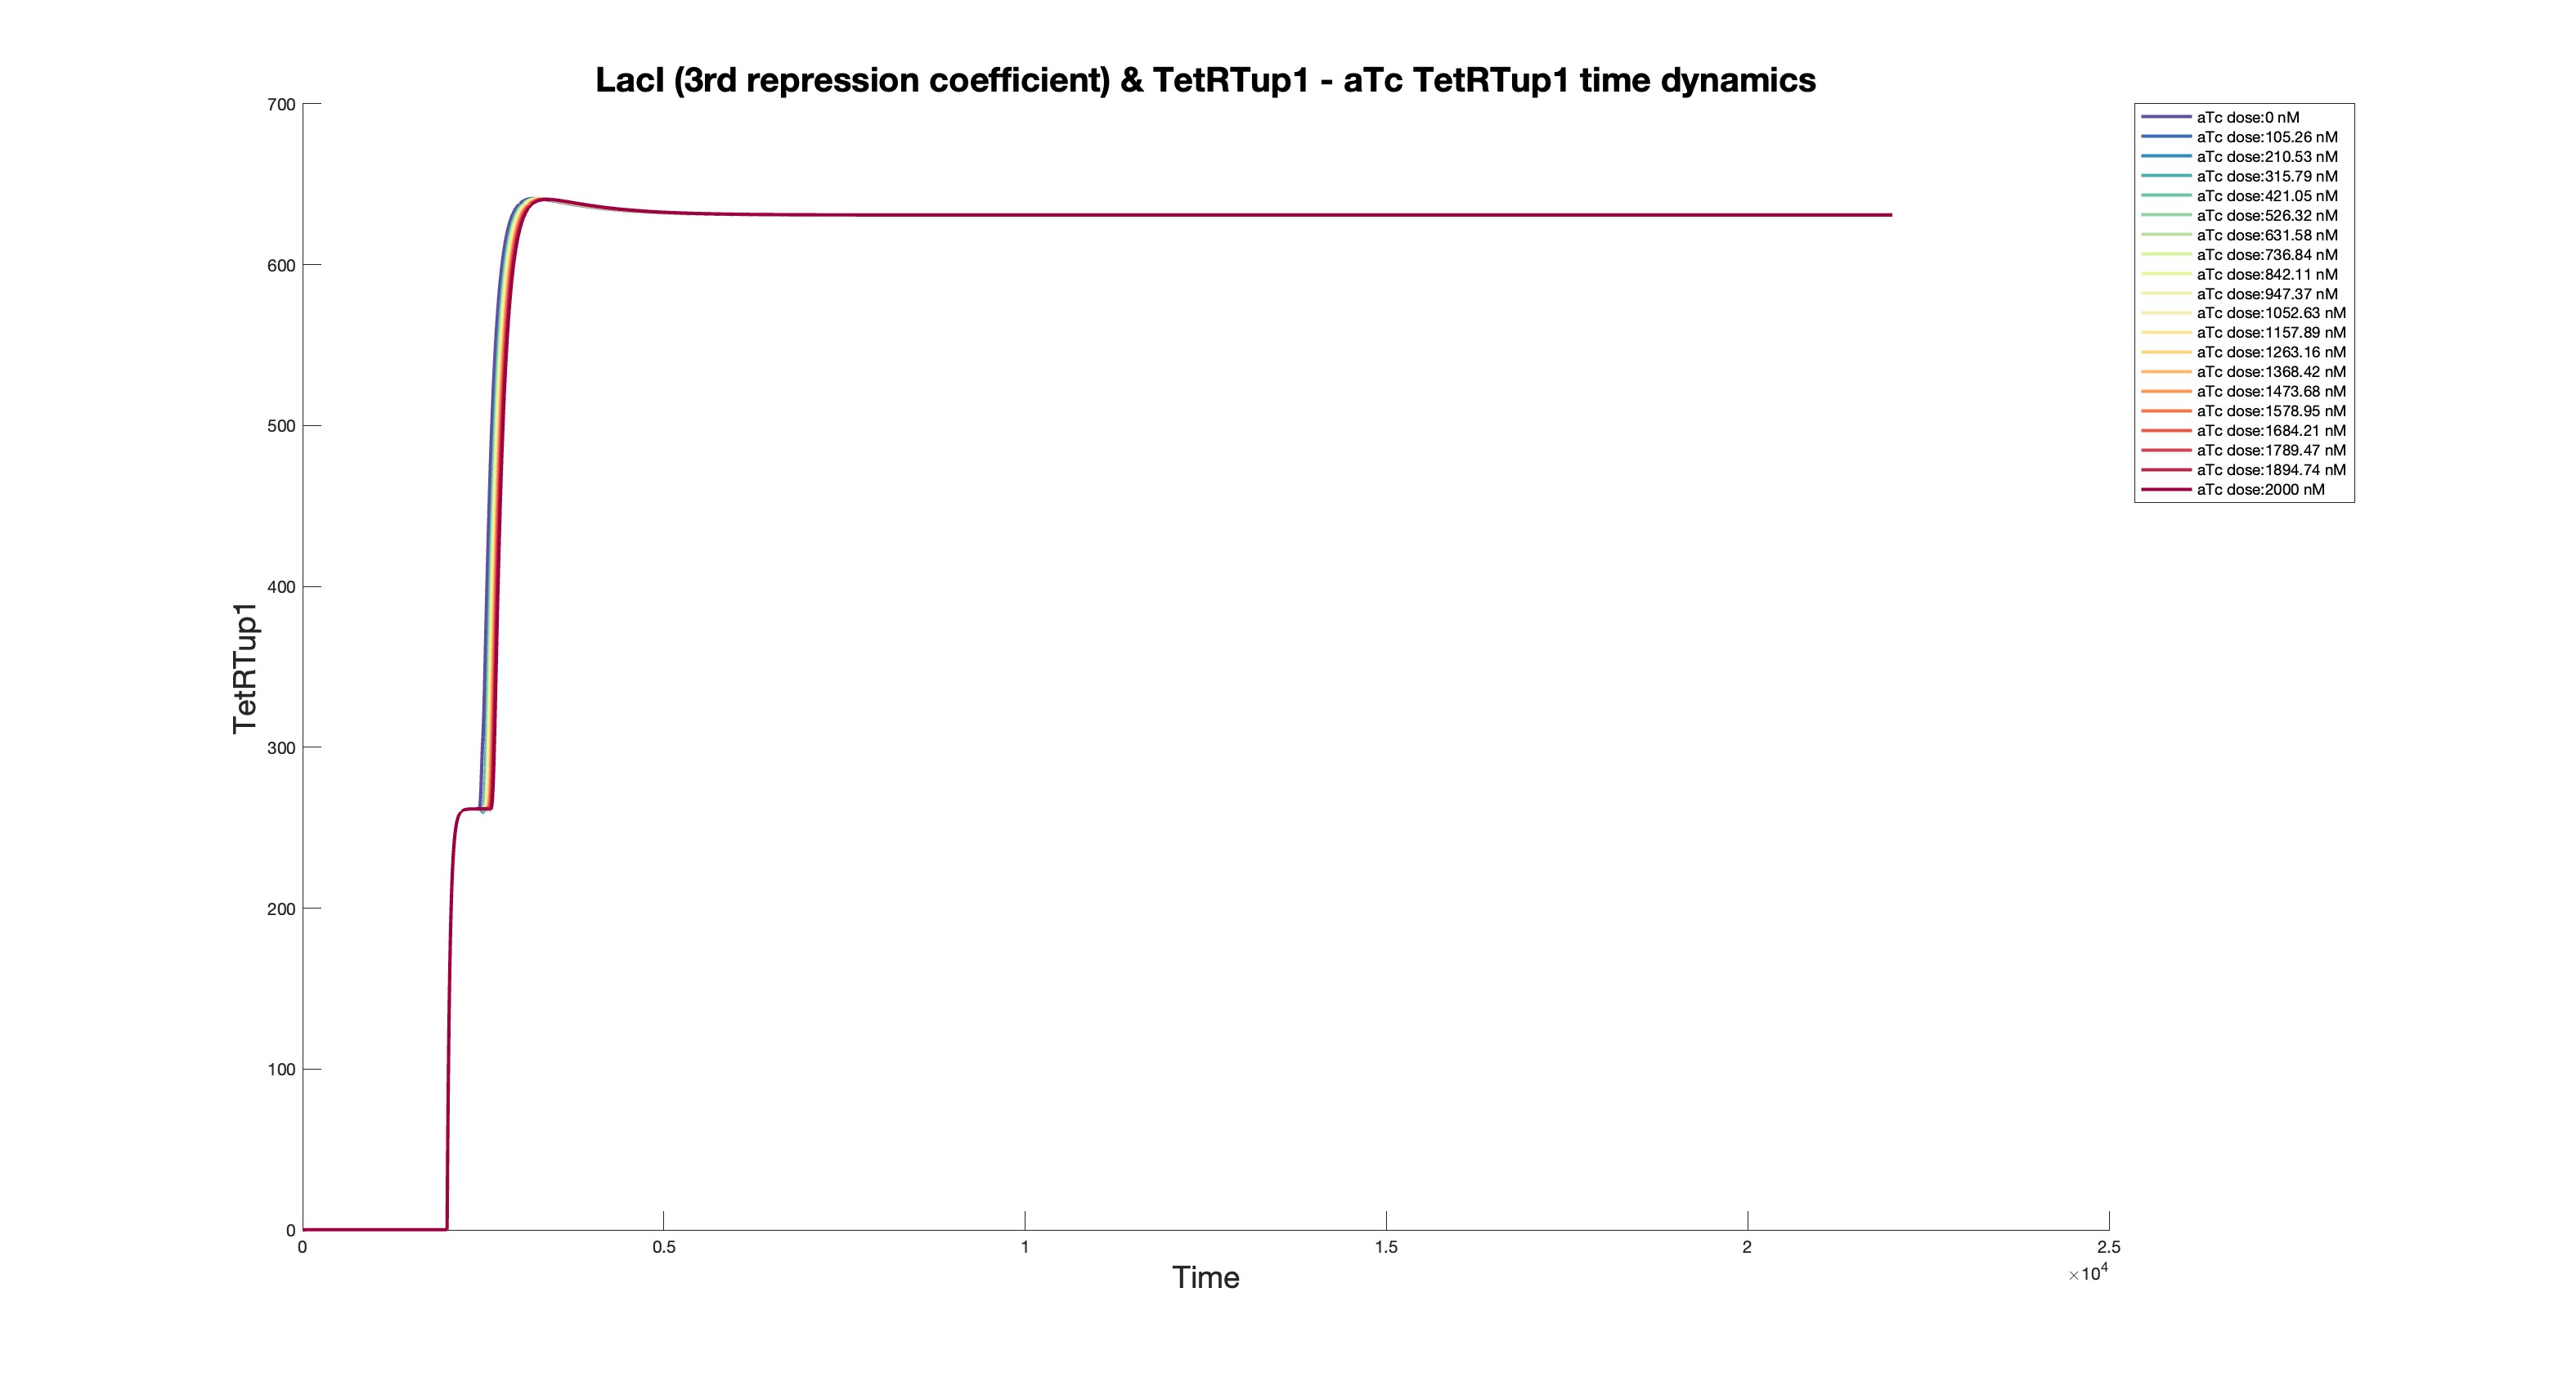 LacI (3rd repression coefficient) & TetRTup1 - aTc TetRTup1 time dynamics
700
600
500
400
300
200
100
0
TetRTup1
0 0.5 1 1.5 2 2.5
×10^4
Time
aTc dose:0 nM
aTc dose:105.26 nM
aTc dose:210.53 nM
aTc dose:315.79 nM
aTc dose:421.05 nM
aTc dose:526.32 nM
aTc dose:631.58 nM
aTc dose:736.84 nM
aTc dose:842.11 nM
aTc dose:947.37 nM
aTc dose:1052.63 nM
aTc dose:1157.89 nM
aTc dose:1263.16 nM
aTc dose:1368.42 nM
aTc dose:1473.68 nM
aTc dose:1578.95 nM
aTc dose:1684.21 nM
aTc dose:1789.47 nM
aTc dose:1894.74 nM
aTc dose:2000 nM